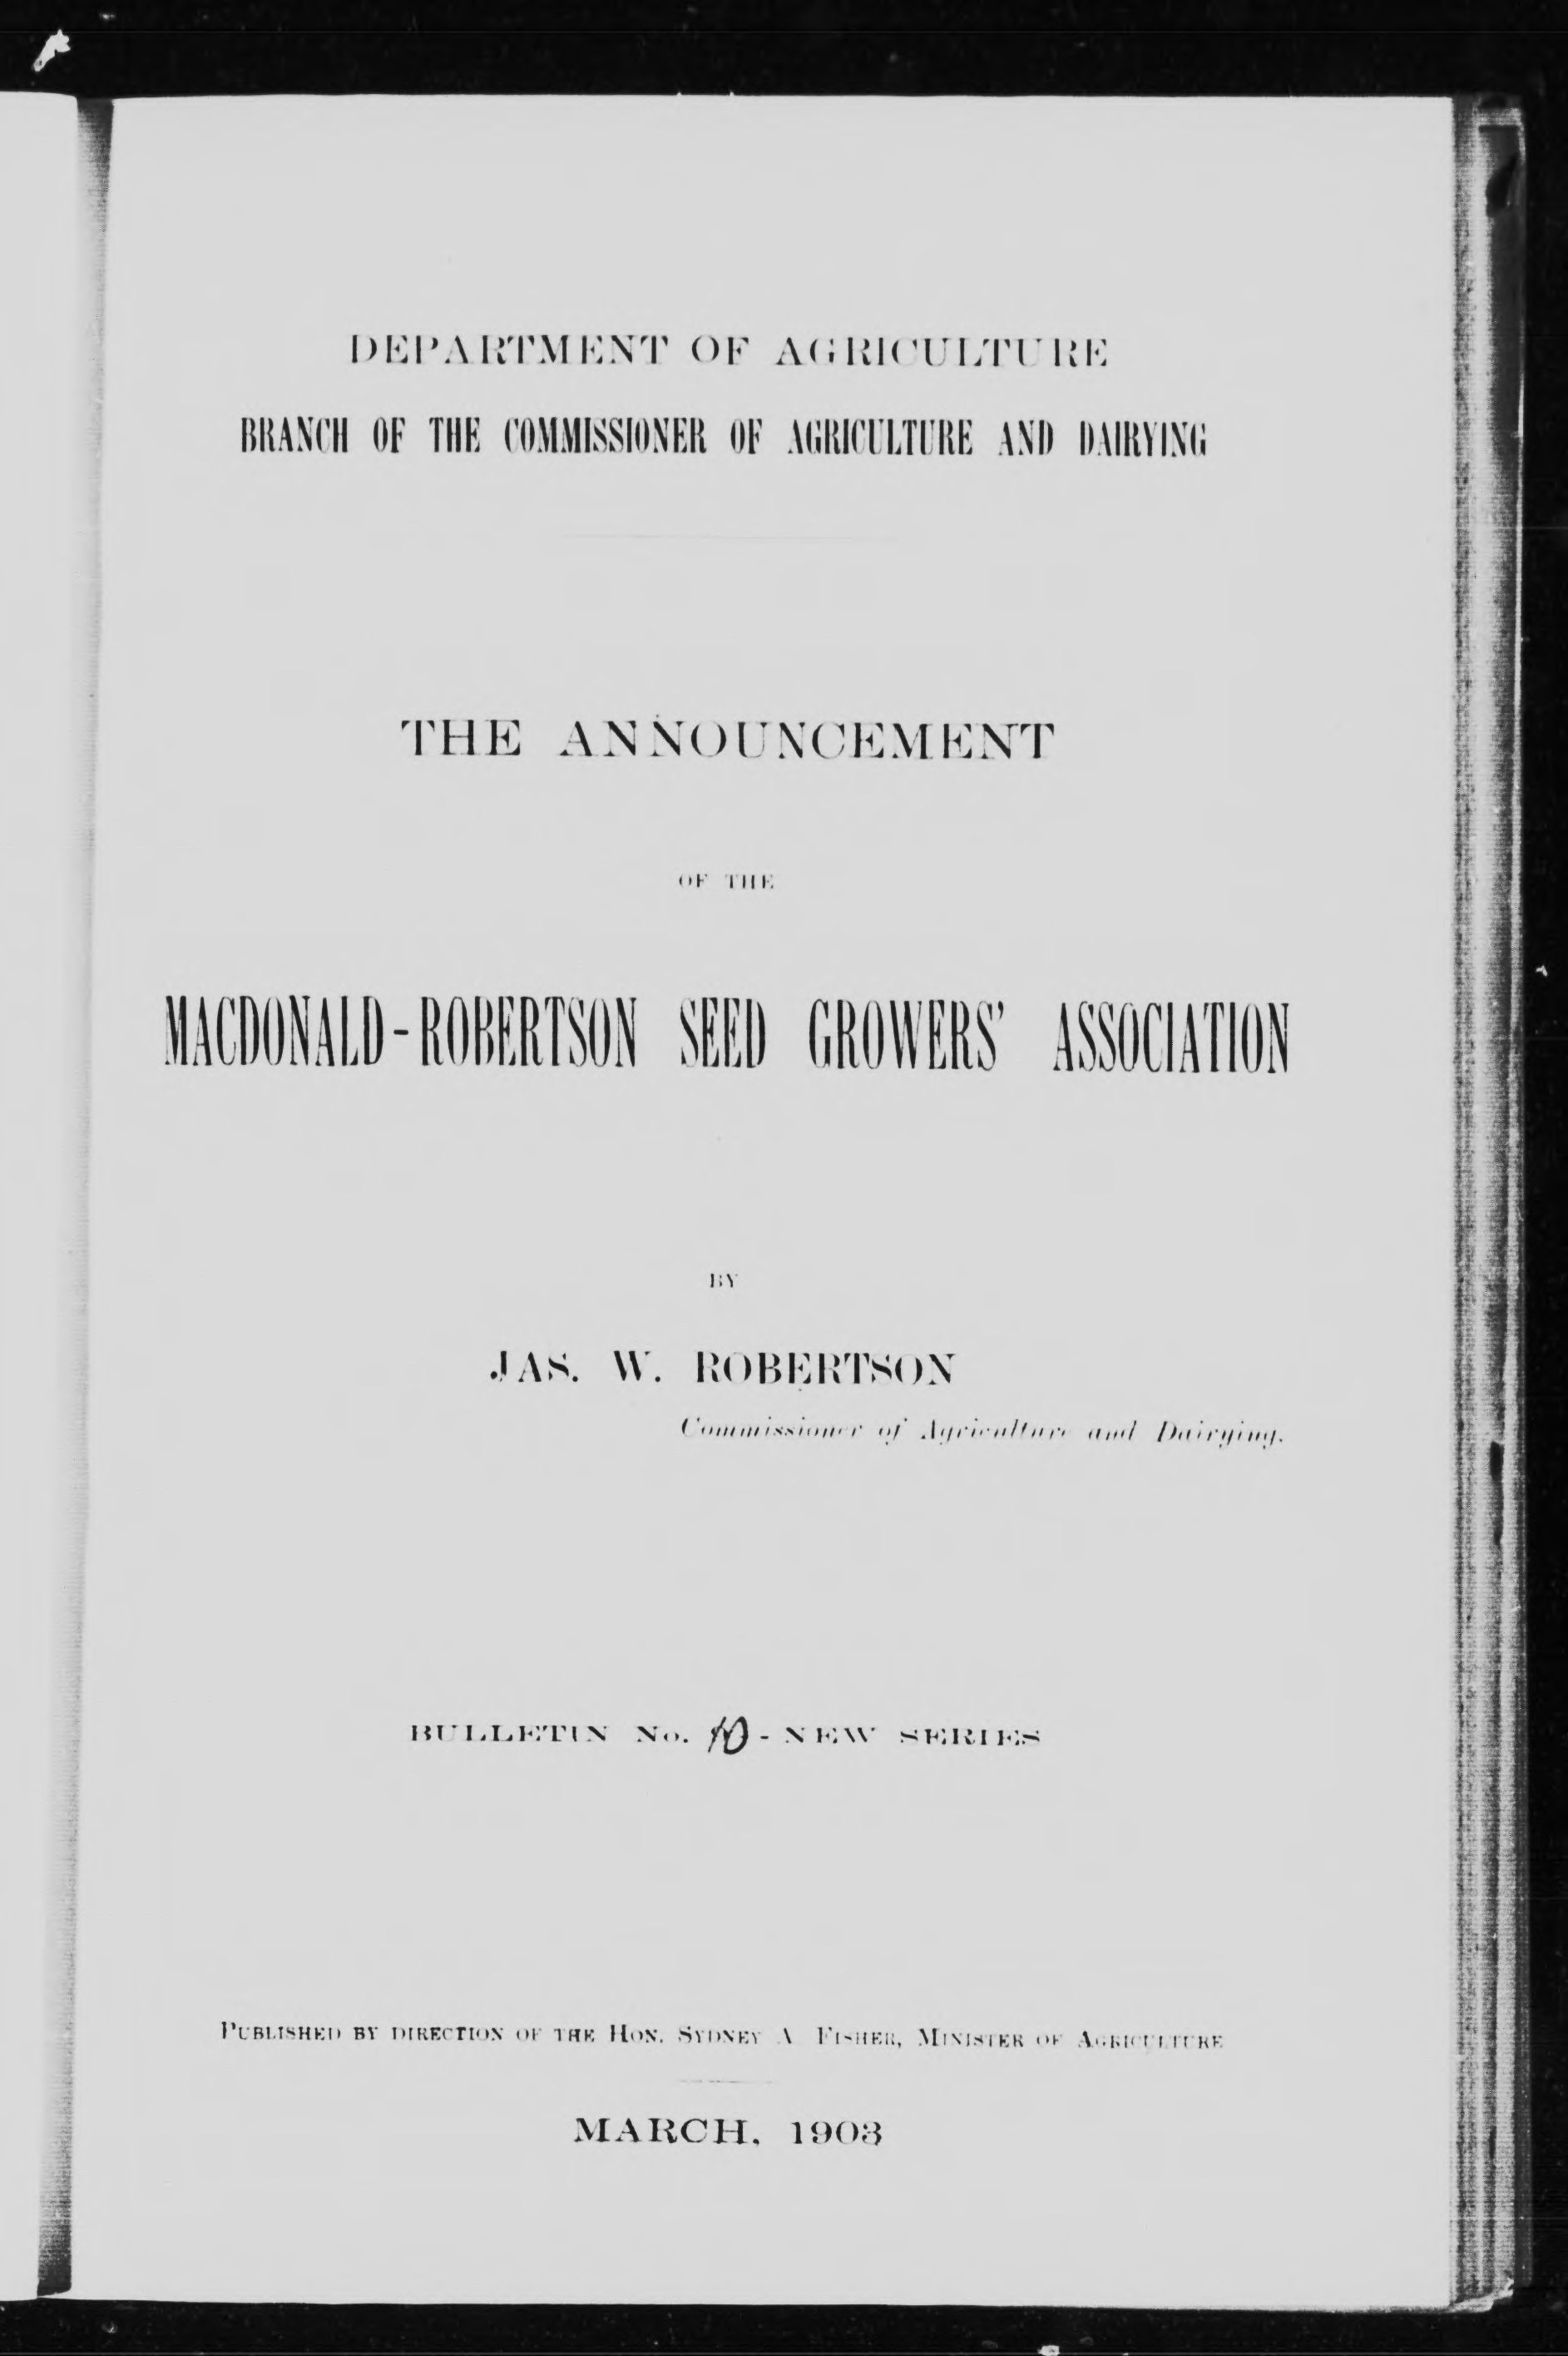 DEPARTMENT OF AGRICULTURE
BRANCH OF THE COMMISSIONER OF AGRICULTURE AND DAIRYING
THE ANNOUNCEMENT
OF THE
MACDONALD-ROBERTSON SEED GROWERS' ASSOCIATION
BY
JAS. W. ROBERTSON
Commissioner of Agriculture and Dairying.
BULLETIN No. 10 - NEW SERIES
PUBLISHED BY DIRECTION OF THE HON. SYDNEY A FISHER, MINISTER OF AGRICULTURE
MARCH, 1903